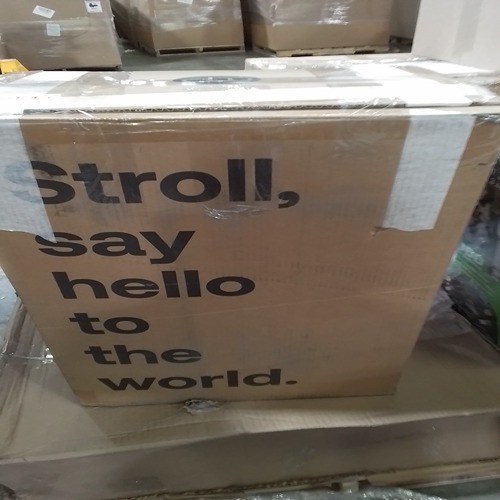 Stroll,
say
hello
to
the
world.